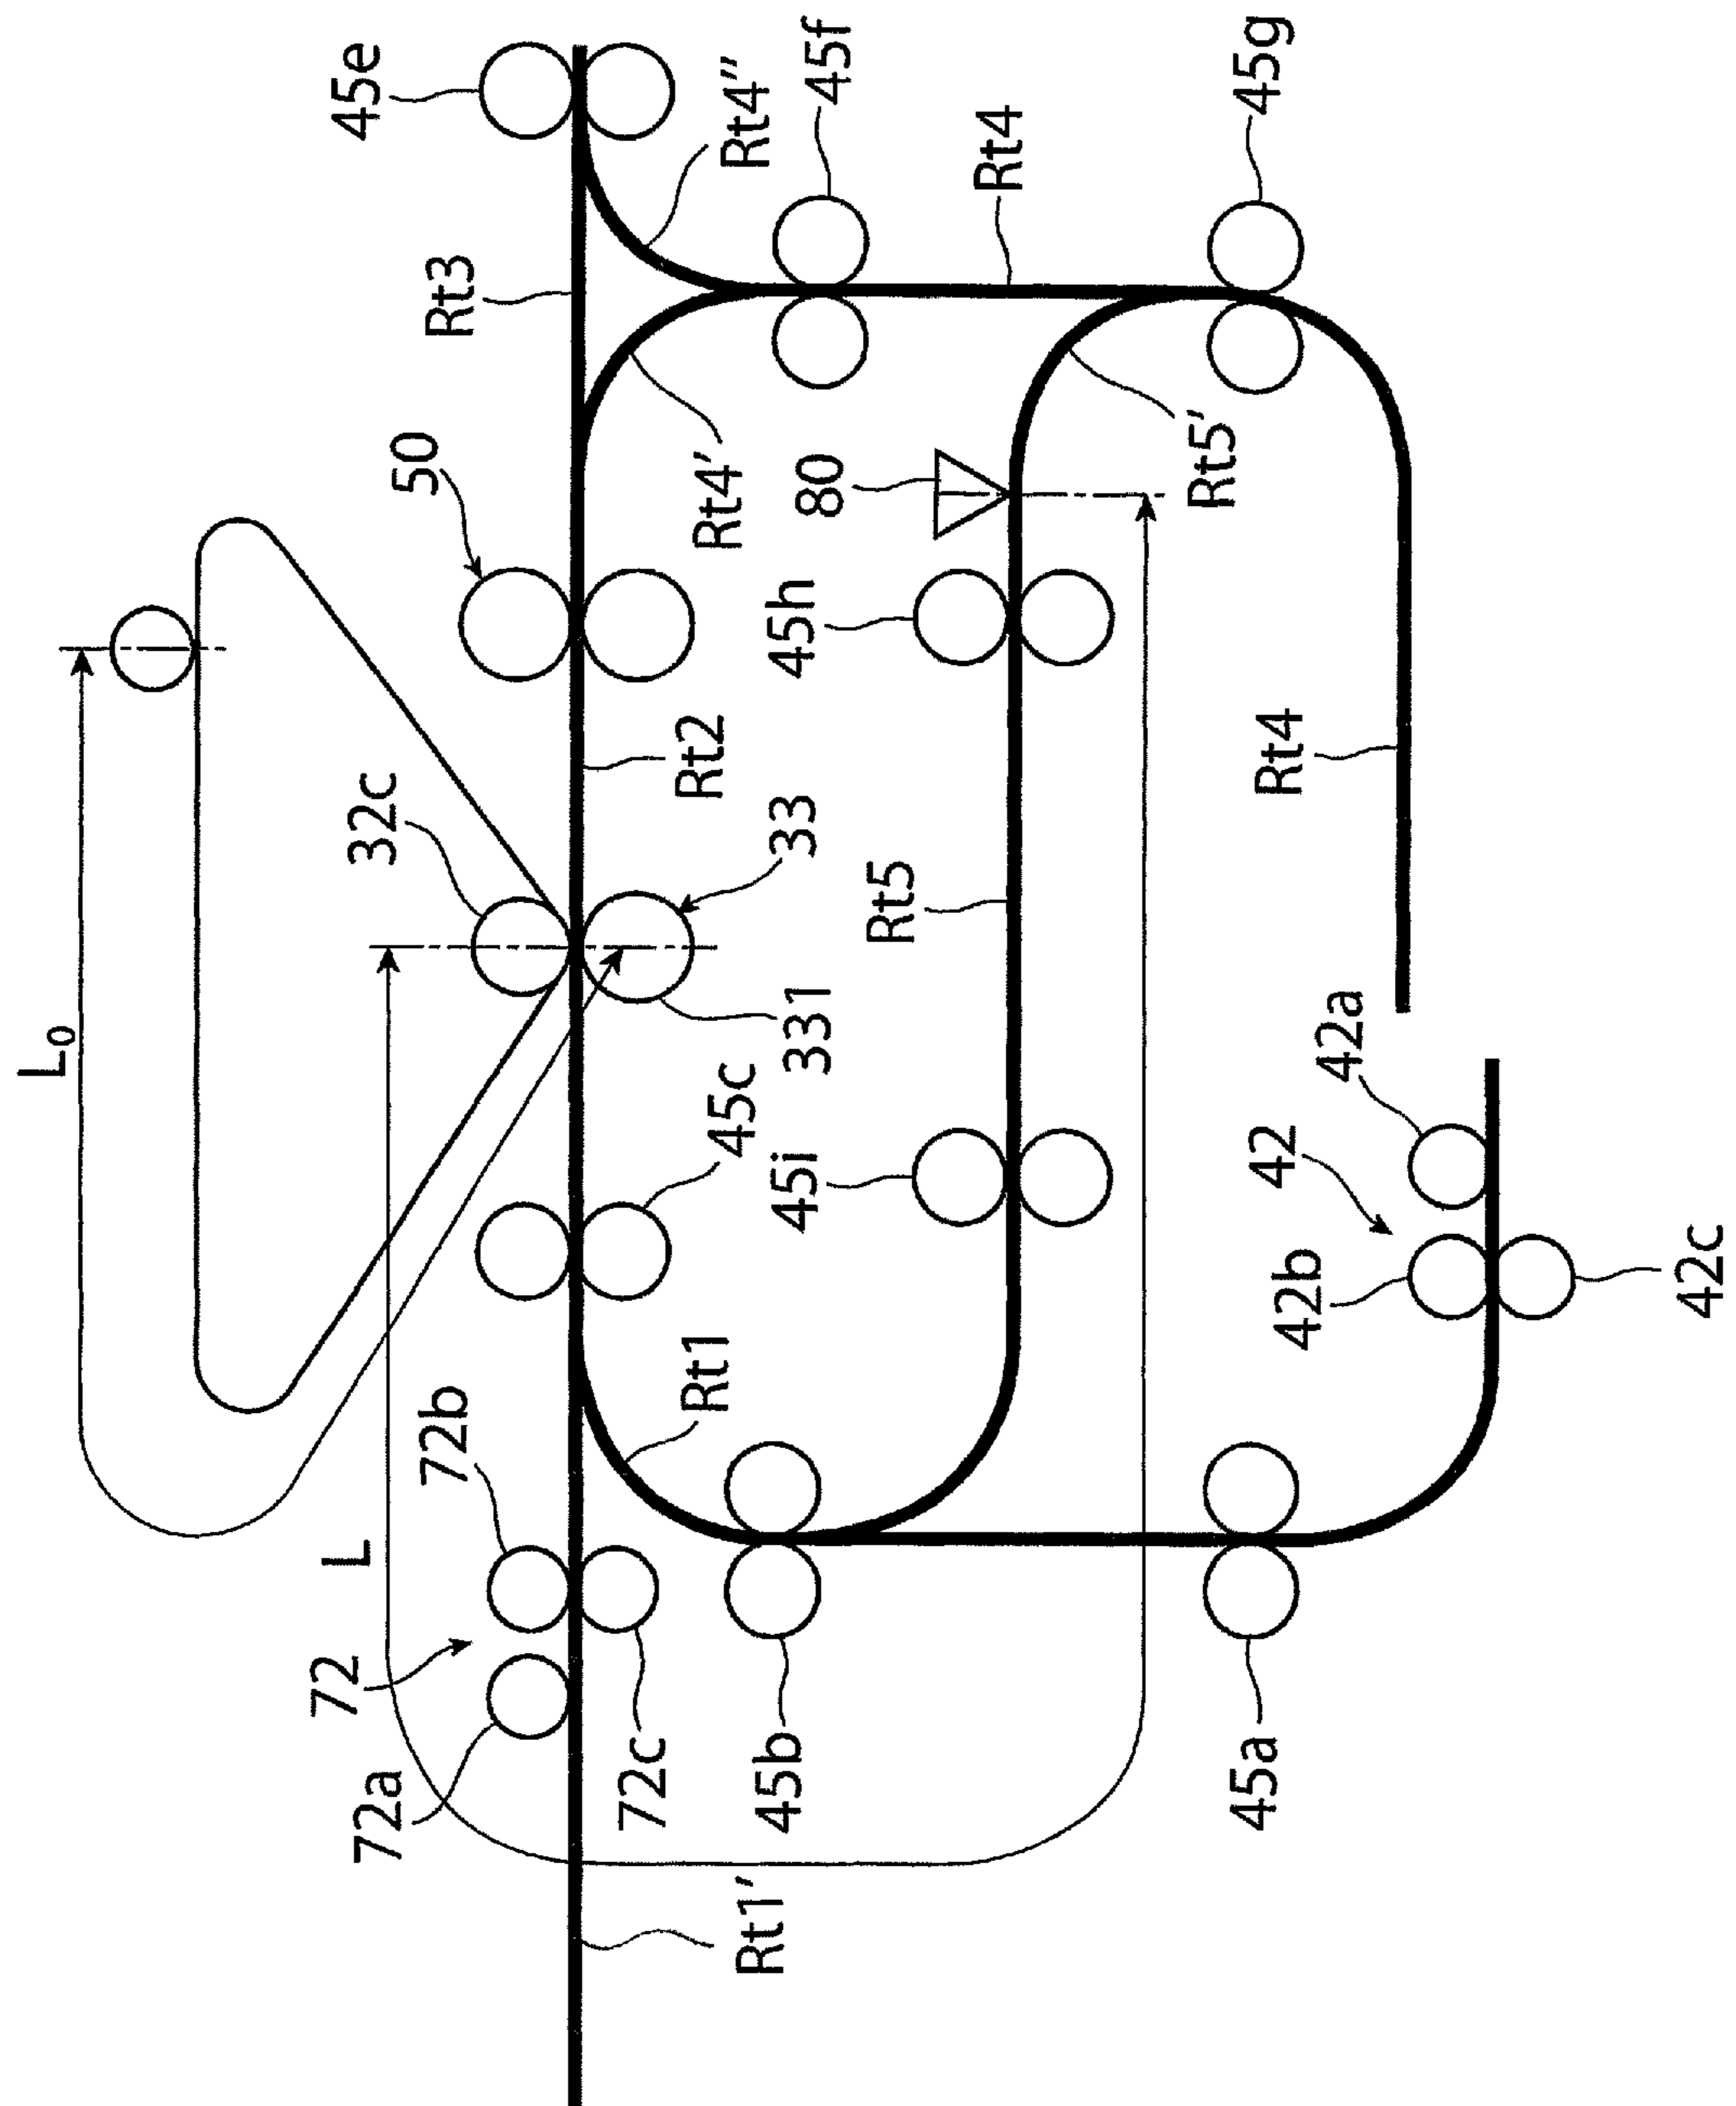 45e
45f
45g
Rt4''
Rt4
Rt3
50
Rt4'
80
Rt5'
45h
Rt2
Rt4
32c
33
Rt5
L0
331
42a
45c
45i
42
42b
42c
Rt1
72b
L
72
72a
72c
45b
45a
Rt1'